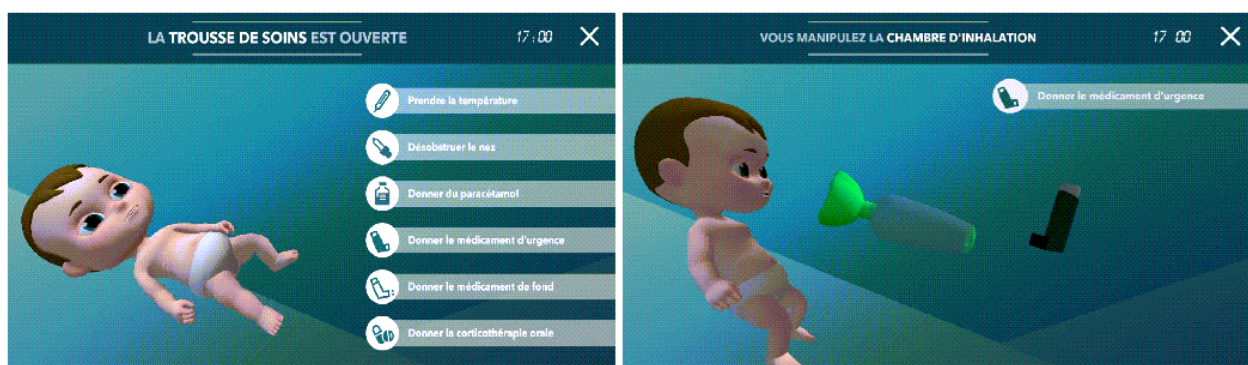 LA TROUSSE DE SOINS EST OUVERTE
17:00
Prendre la température
Désobstruer le nez
Donner du paracétamol
Donner le médicament d'urgence
Donner le médicament de fond
Donner la corticothérapie orale
VOUS MANIPULEZ LA CHAMBRE D'INHALATION
17 00
Donner le médicament d'urgence